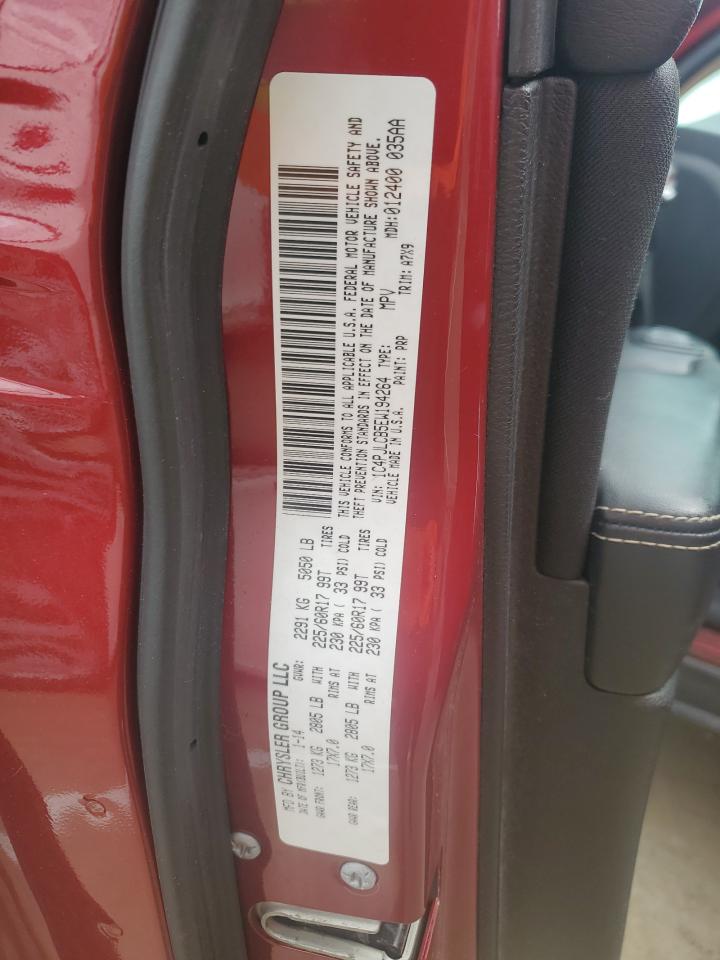 MFD BY CHRYSLER GROUP LLC
DATE OF MFR(BUILT): 1-14 GVWR: 2291 KG 5050 LB
GAWR FRONT: 1273 KG 2805 LB WITH 225/60R17 99T TIRES
17X7.0 RIMS AT 230 KPA ( 33 PSI) COLD
GAWR REAR: 1273 KG 2805 LB WITH 225/60R17 99T TIRES
17X7.0 RIMS AT 230 KPA ( 33 PSI) COLD
THIS VEHICLE CONFORMS TO ALL APPLICABLE U.S.A. FEDERAL MOTOR VEHICLE SAFETY AND
THEFT PREVENTION STANDARDS IN EFFECT ON THE DATE OF MANUFACTURE SHOWN ABOVE.
VIN: 1C4PJLCB5EW194264 TYPE: MPV MDH:012400 035AA
VEHICLE MADE IN U.S.A. PAINT: PRP TRIM: A7X9